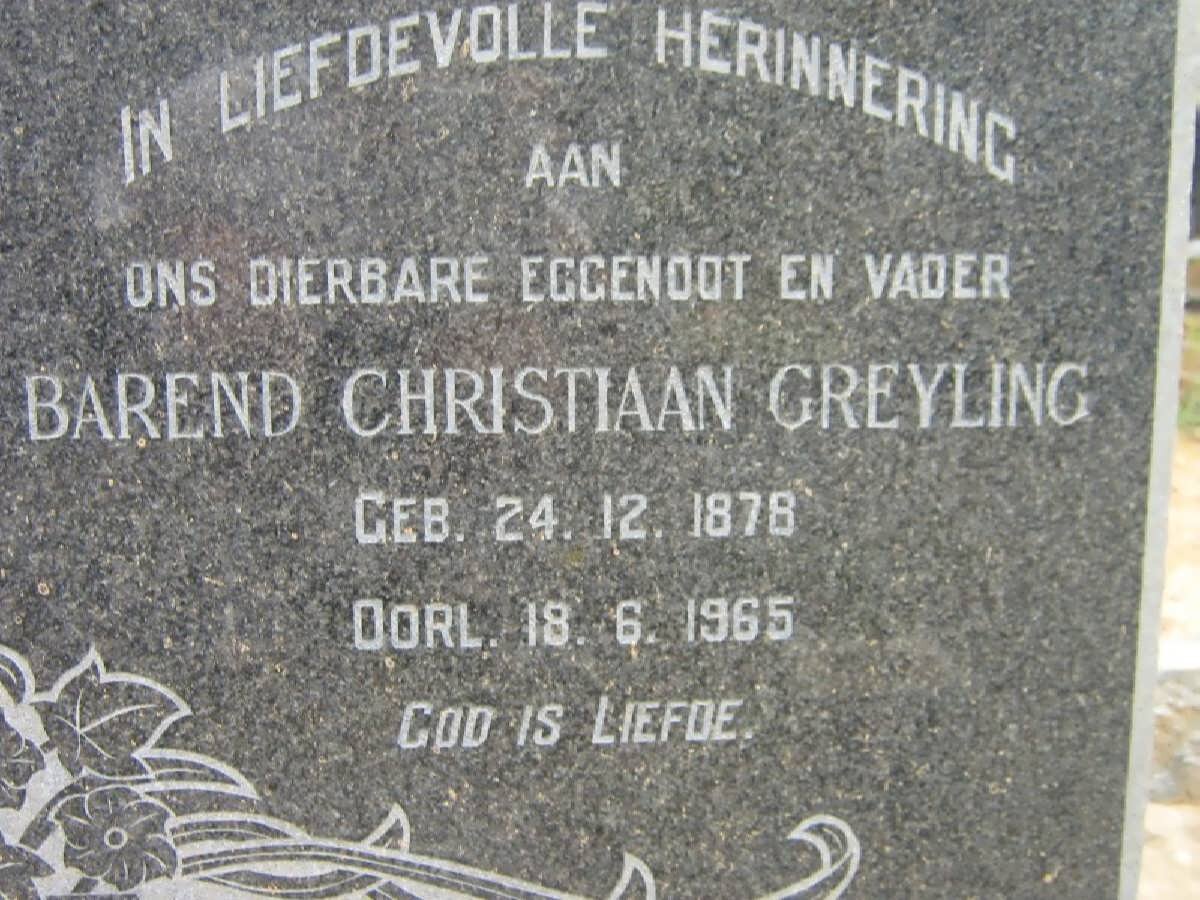 IN LIEFDEVOLLE HERINNERING
AAN
ONS DIERBARE EGGENOOT EN VADER
BAREND CHRISTIAAN GREYLING
GEB. 24. 12. 1878
OORL. 18. 6. 1965
GOD IS LIEFDE.